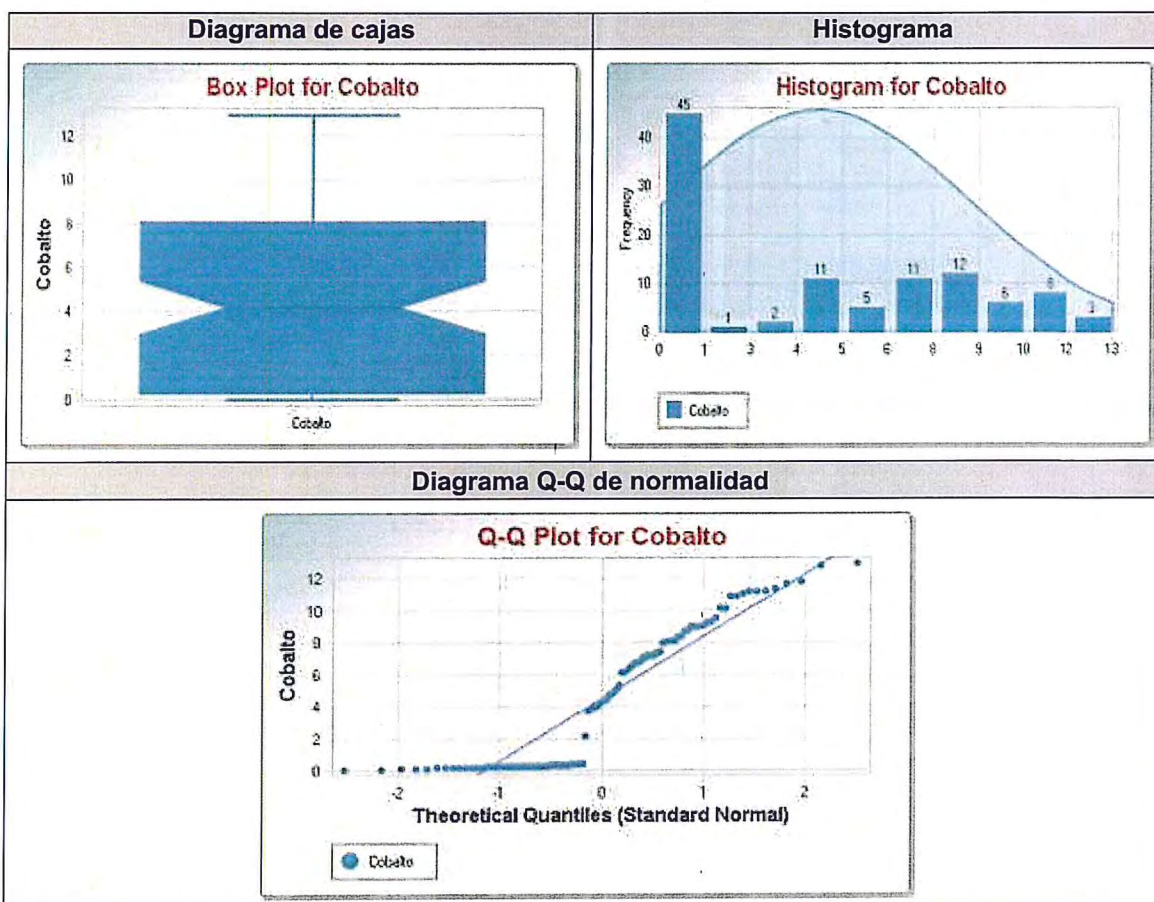 Diagrama de cajas
Histograma
Box Plot for Cobalto
Cobalto
12
10
8
6
4
2
0
Cobalto
Histogram for Cobalto
Frequency
40
30
20
10
0
45
1
2
11
5
11
12
6
8
3
0 1 3 4 5 6 8 9 10 12 13
Cobalto
Diagrama Q-Q de normalidad
Q-Q Plot for Cobalto
Cobalto
12
10
8
6
4
2
0
-2 -1 0 1 2
Theoretical Quantiles (Standard Normal)
Cobalto